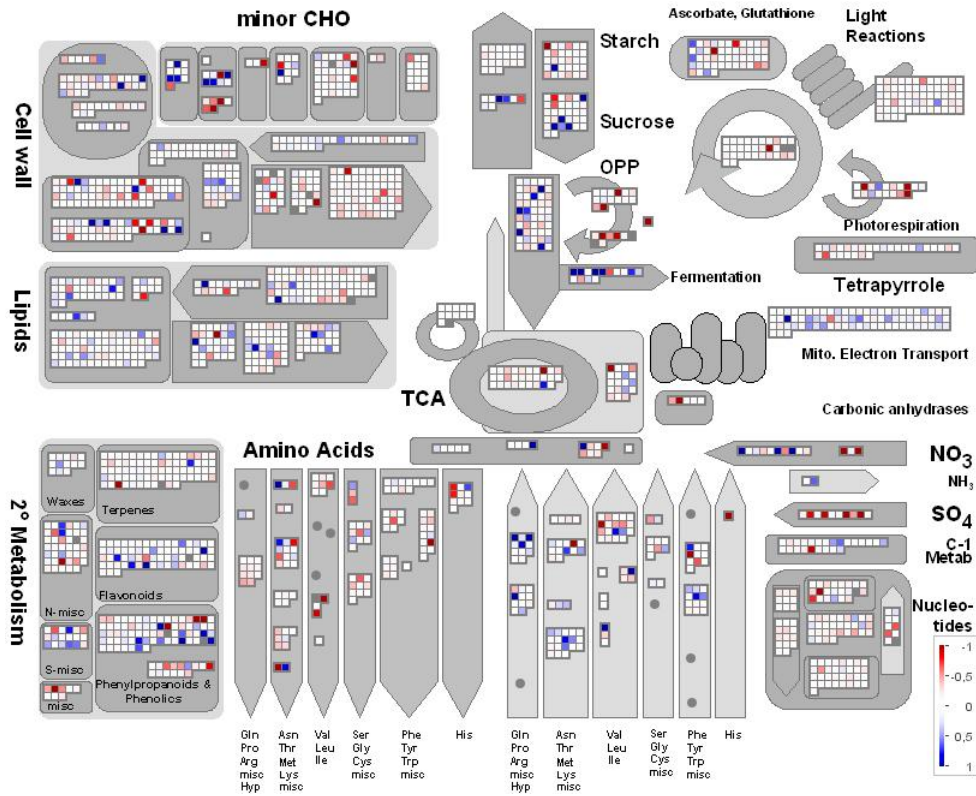 minor CHO
Ascorbate, Glutathione
Light
Reactions
Starch
Sucrose
Cell wall
OPP
Photorespiration
Fermentation
Tetrapyrrole
Lipids
Mito. Electron Transport
TCA
Carbonic anhydrases
Amino Acids
NO3
NH3
SO4
C-1
Metab
2° Metabolism
Waxes
Terpenes
N-misc
Flavonoids
S-misc
misc
Phenylpropanoids &
Phenolics
Nucleo-
tides
-1
-0,5
0
0,5
1
Gln
Pro
Arg
misc
Hyp
Asn
Thr
Met
Lys
misc
Val
Leu
Ile
Ser
Gly
Cys
misc
Phe
Tyr
Trp
misc
His
Gln
Pro
Arg
misc
Hyp
Asn
Thr
Met
Lys
misc
Val
Leu
Ile
Ser
Gly
Cys
misc
Phe
Tyr
Trp
misc
His